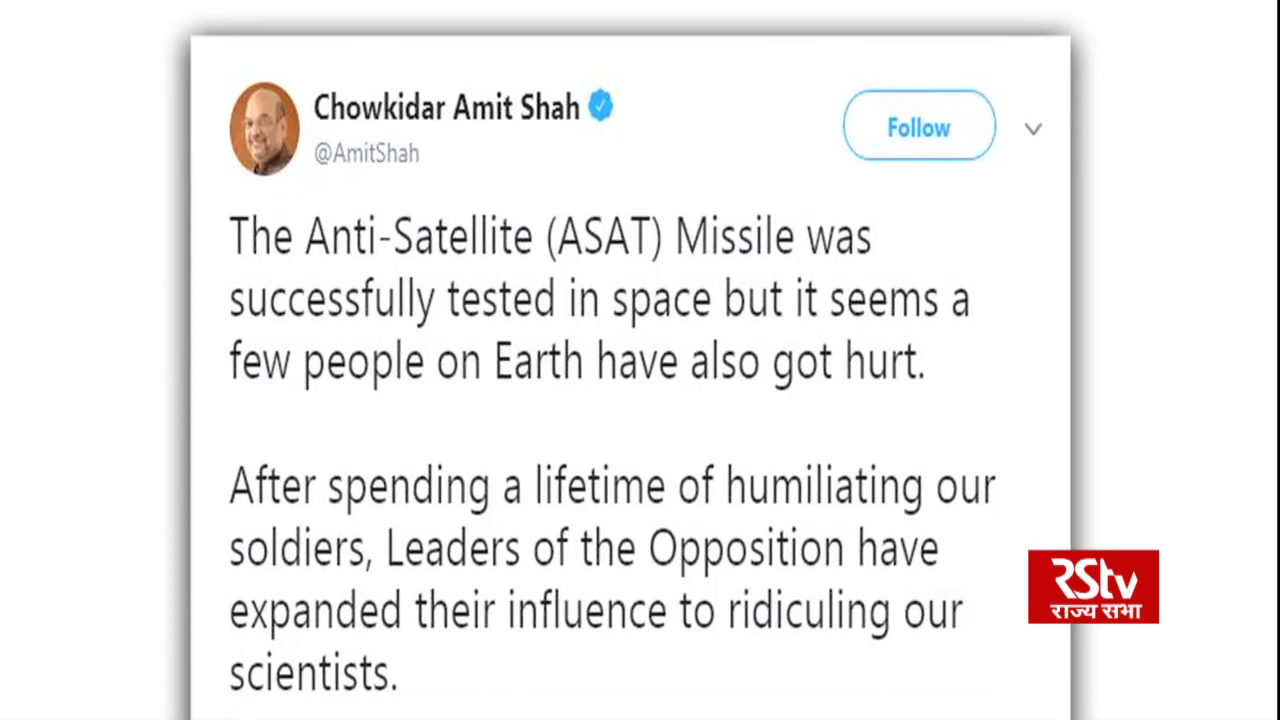 Chowkidar Amit Shah
@AmitShah
Follow
The Anti-Satellite (ASAT) Missile was
successfully tested in space but it seems a
few people on Earth have also got hurt.
After spending a lifetime of humiliating our
soldiers, Leaders of the Opposition have
expanded their influence to ridiculing our
scientists.
RStv
राज्य सभा